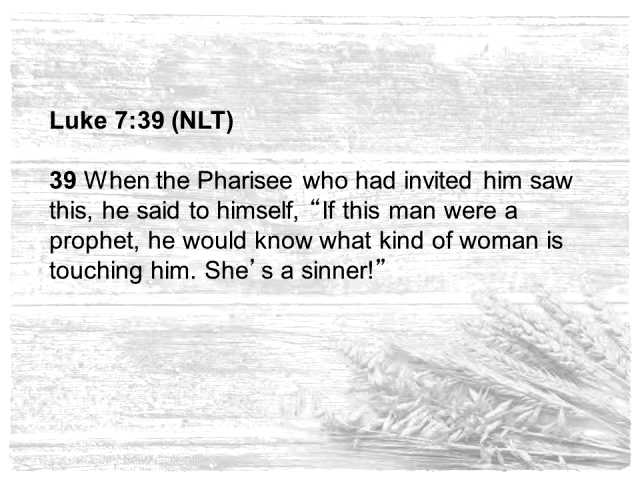 Luke 7:39 (NLT)
39 When the Pharisee who had invited him saw
this, he said to himself, “If this man were a
prophet, he would know what kind of woman is
touching him. She’s a sinner!”